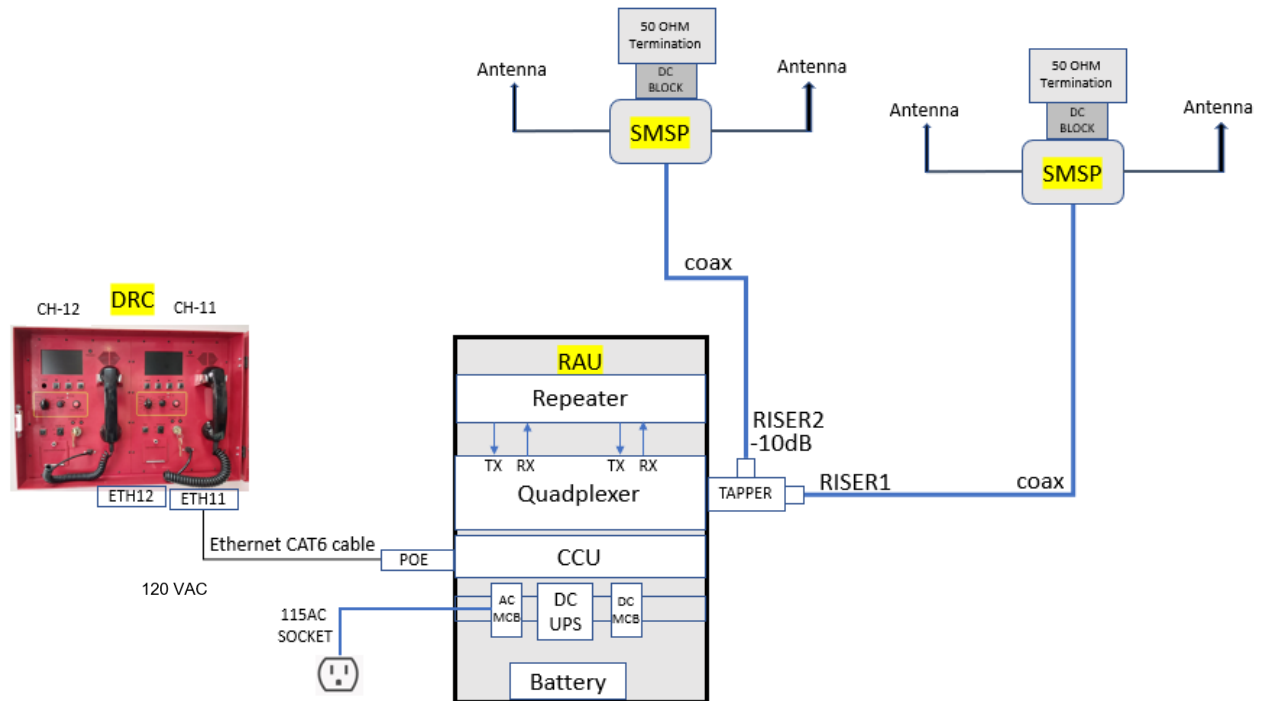 50 OHM
Termination
DC
BLOCK
Antenna
Antenna
SMSP
50 OHM
Termination
DC
BLOCK
Antenna
Antenna
SMSP
coax
DRC
CH-12
CH-11
ETH12
ETH11
Ethernet CAT6 cable
POE
120 VAC
115AC
SOCKET
RAU
Repeater
TX
RX
TX
RX
Quadplexer
CCU
AC
MCB
DC
UPS
DC
MCB
Battery
TAPPER
RISER2
-10dB
RISER1
coax